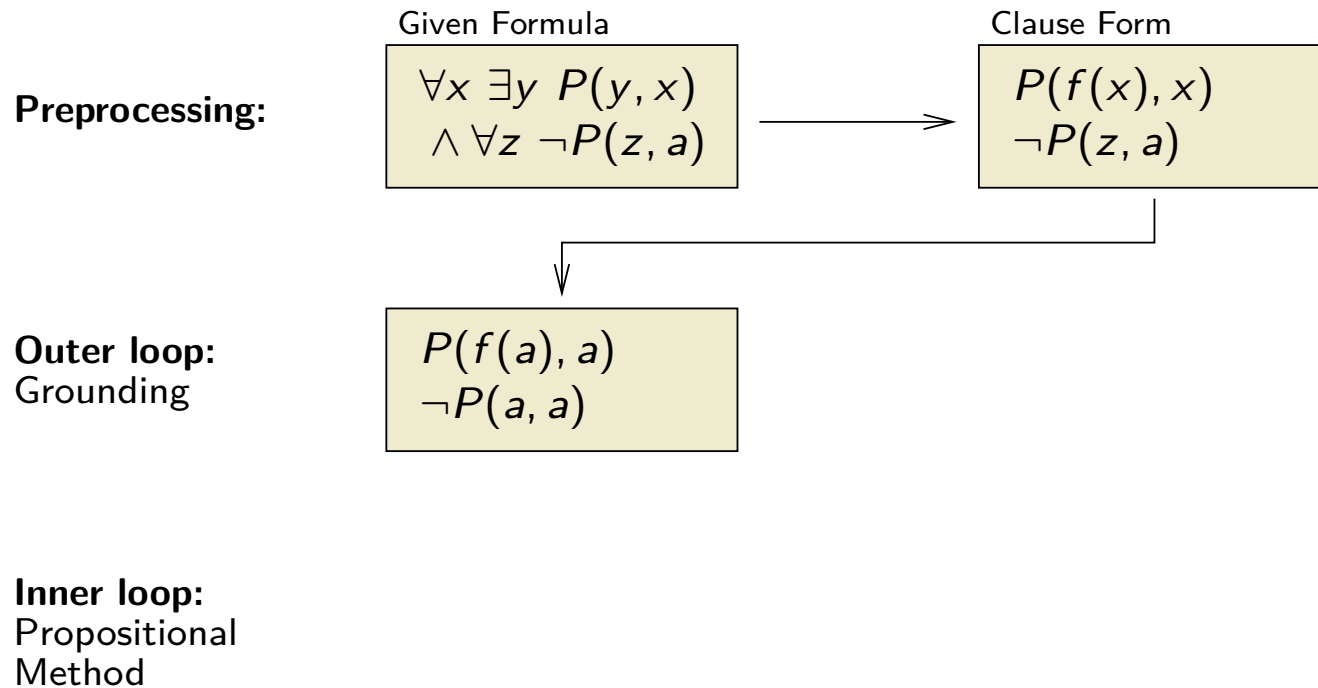 Given Formula
Clause Form
Preprocessing:
∀x ∃y P(y, x)
∧ ∀z ¬P(z, a)
P(f(x), x)
¬P(z, a)
Outer loop:
Grounding
P(f(a), a)
¬P(a, a)
Inner loop:
Propositional
Method